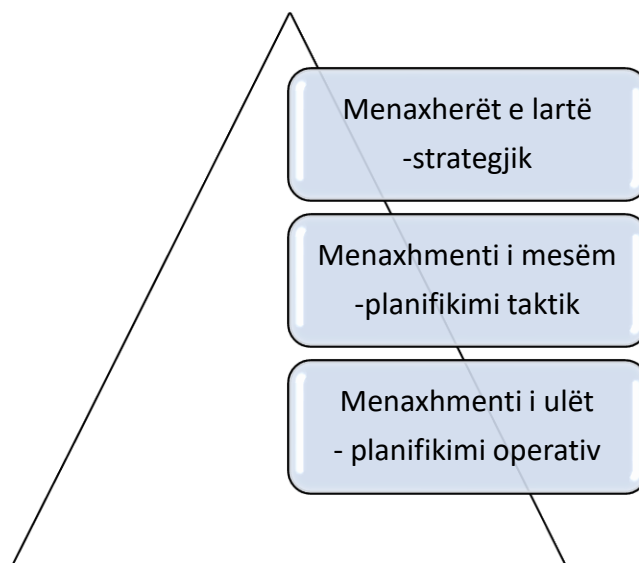 Menaxherët e lartë
-strategjik
Menaxhmenti i mesëm
-planifikimi taktik
Menaxhmenti i ulët
- planifikimi operativ